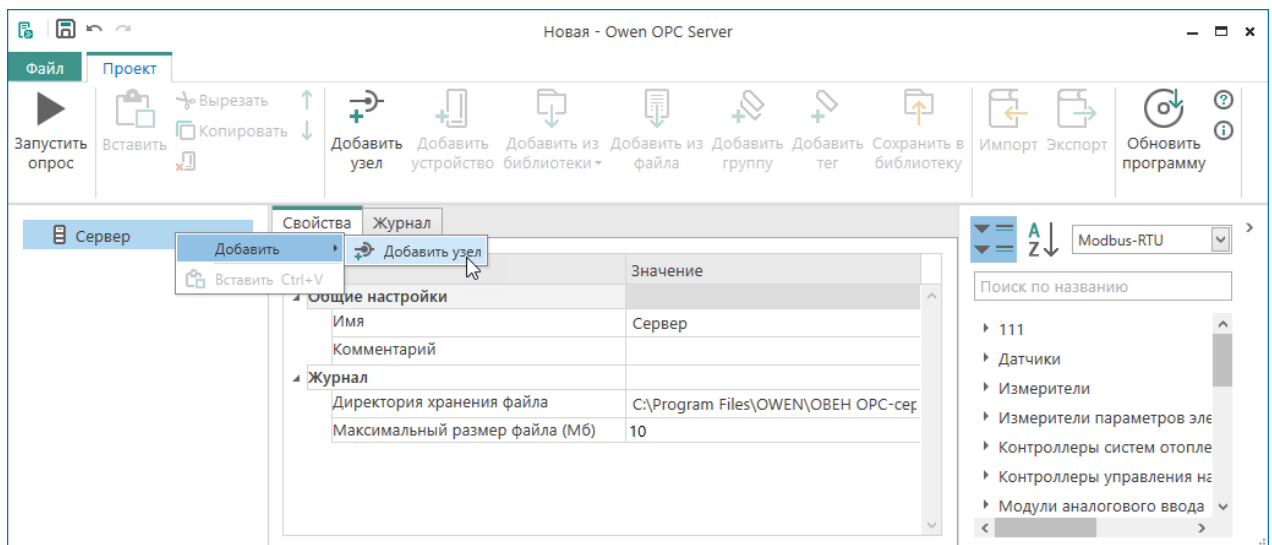 Новая - Owen OPC Server
Файл Проект
Запустить опрос
Вставить
Вырезать
Копировать
Добавить узел
Добавить устройство
Добавить из библиотеки
Добавить из файла
Добавить группу
Добавить тег
Сохранить в библиотеку
Импорт
Экспорт
Обновить программу
Сервер
Добавить
Вставить Ctrl+V
Добавить узел
Свойства Журнал
Значение
Общие настройки
Имя Сервер
Комментарий
Журнал
Директория хранения файла C:\Program Files\OWEN\ОВЕН OPC-сер
Максимальный размер файла (Мб) 10
A
Z
Modbus-RTU
Поиск по названию
111
Датчики
Измерители
Измерители параметров эле
Контроллеры систем отопле
Контроллеры управления на
Модули аналогового ввода